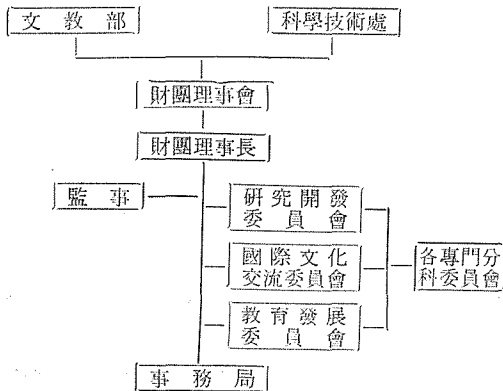 文教部
科學技術處
財團理事會
財團理事長
監事
研究開發
委員會
國際文化
交流委員會
各專門分
科委員會
教育發展
委員會
事務局